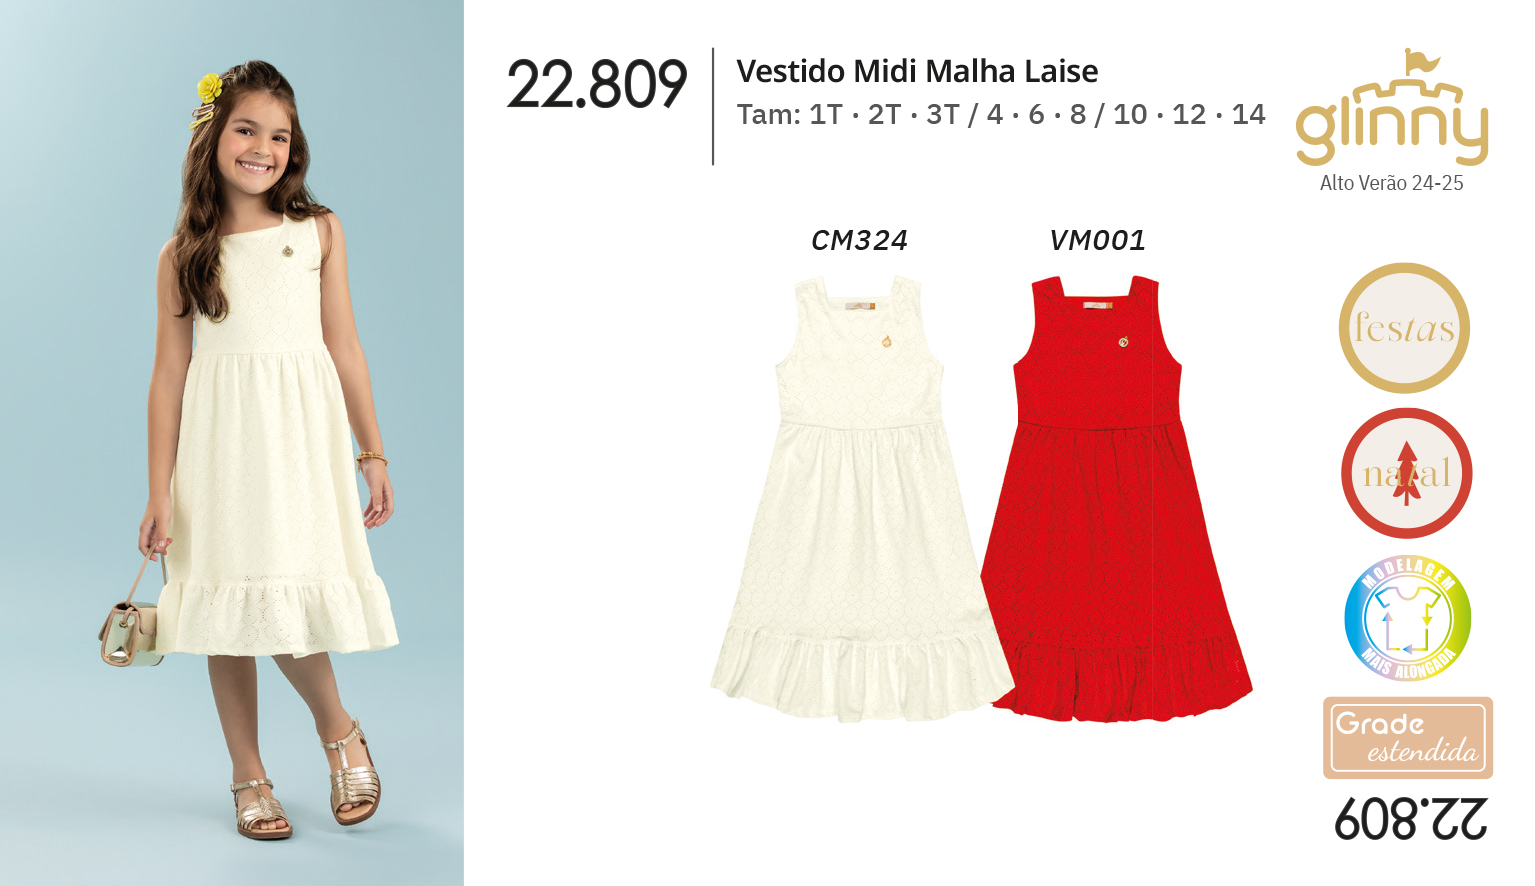 22.809
Vestido Midi Malha Laise
Tam: 1T · 2T · 3T / 4 · 6 · 8 / 10 · 12 · 14
glinny
Alto Verão 24-25
CM324
VM001
festas
natal
MODELAGEM
MAIS ALONGADA
Grade
estendida
22.809